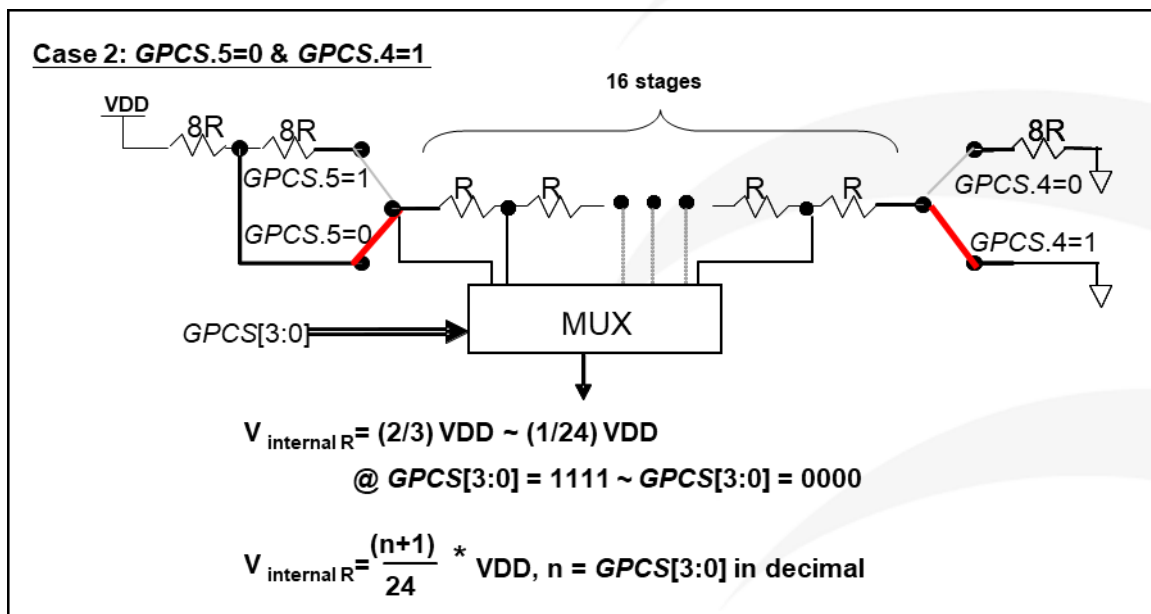 Case 2: GPCS.5=0 & GPCS.4=1
16 stages
VDD
8R 8R 8R
GPCS.5=1 R R R R GPCS.4=0
GPCS.5=0 GPCS.4=1
MUX
GPCS[3:0]
V internal R = (2/3) VDD ~ (1/24) VDD
@ GPCS[3:0] = 1111 ~ GPCS[3:0] = 0000
V internal R = (n+1)/24 * VDD, n = GPCS[3:0] in decimal